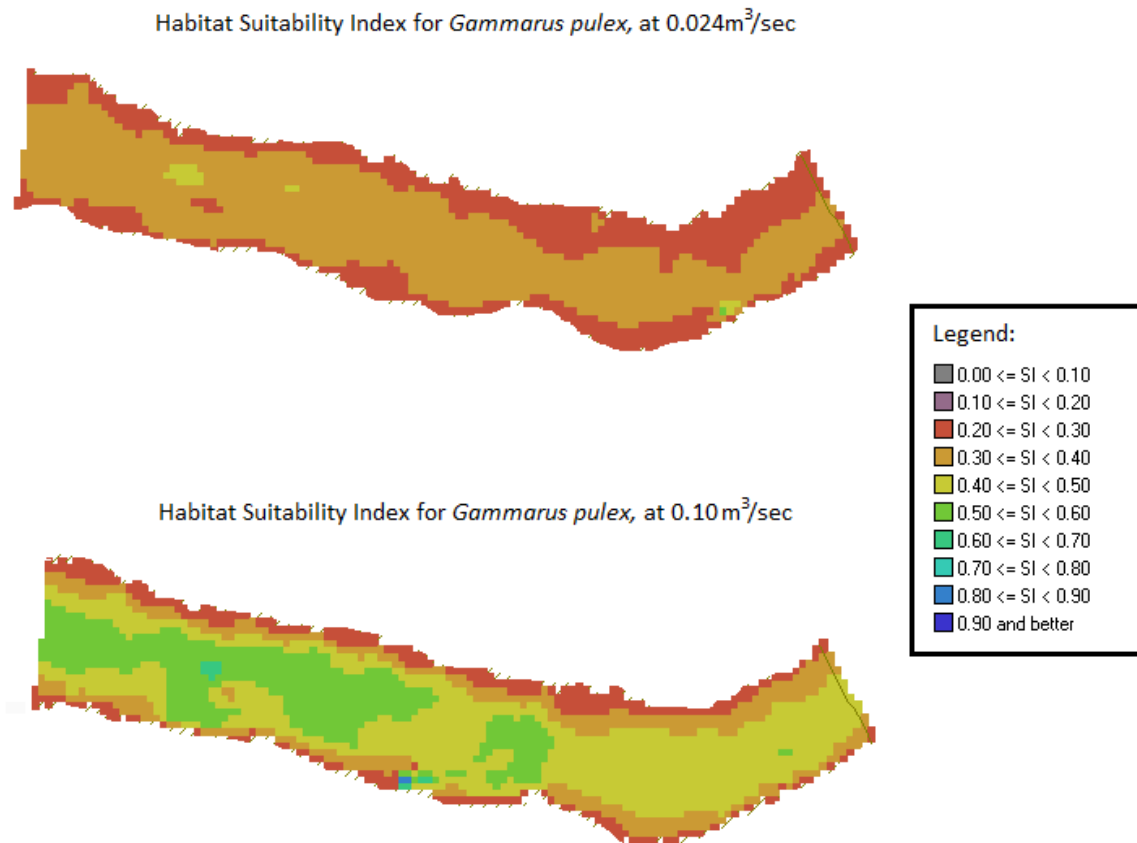 Habitat Suitability Index for Gammarus pulex, at 0.024m³/sec
Legend:
0.00 <= SI < 0.10
0.10 <= SI < 0.20
0.20 <= SI < 0.30
0.30 <= SI < 0.40
0.40 <= SI < 0.50
0.50 <= SI < 0.60
0.60 <= SI < 0.70
0.70 <= SI < 0.80
0.80 <= SI < 0.90
0.90 and better
Habitat Suitability Index for Gammarus pulex, at 0.10 m³/sec